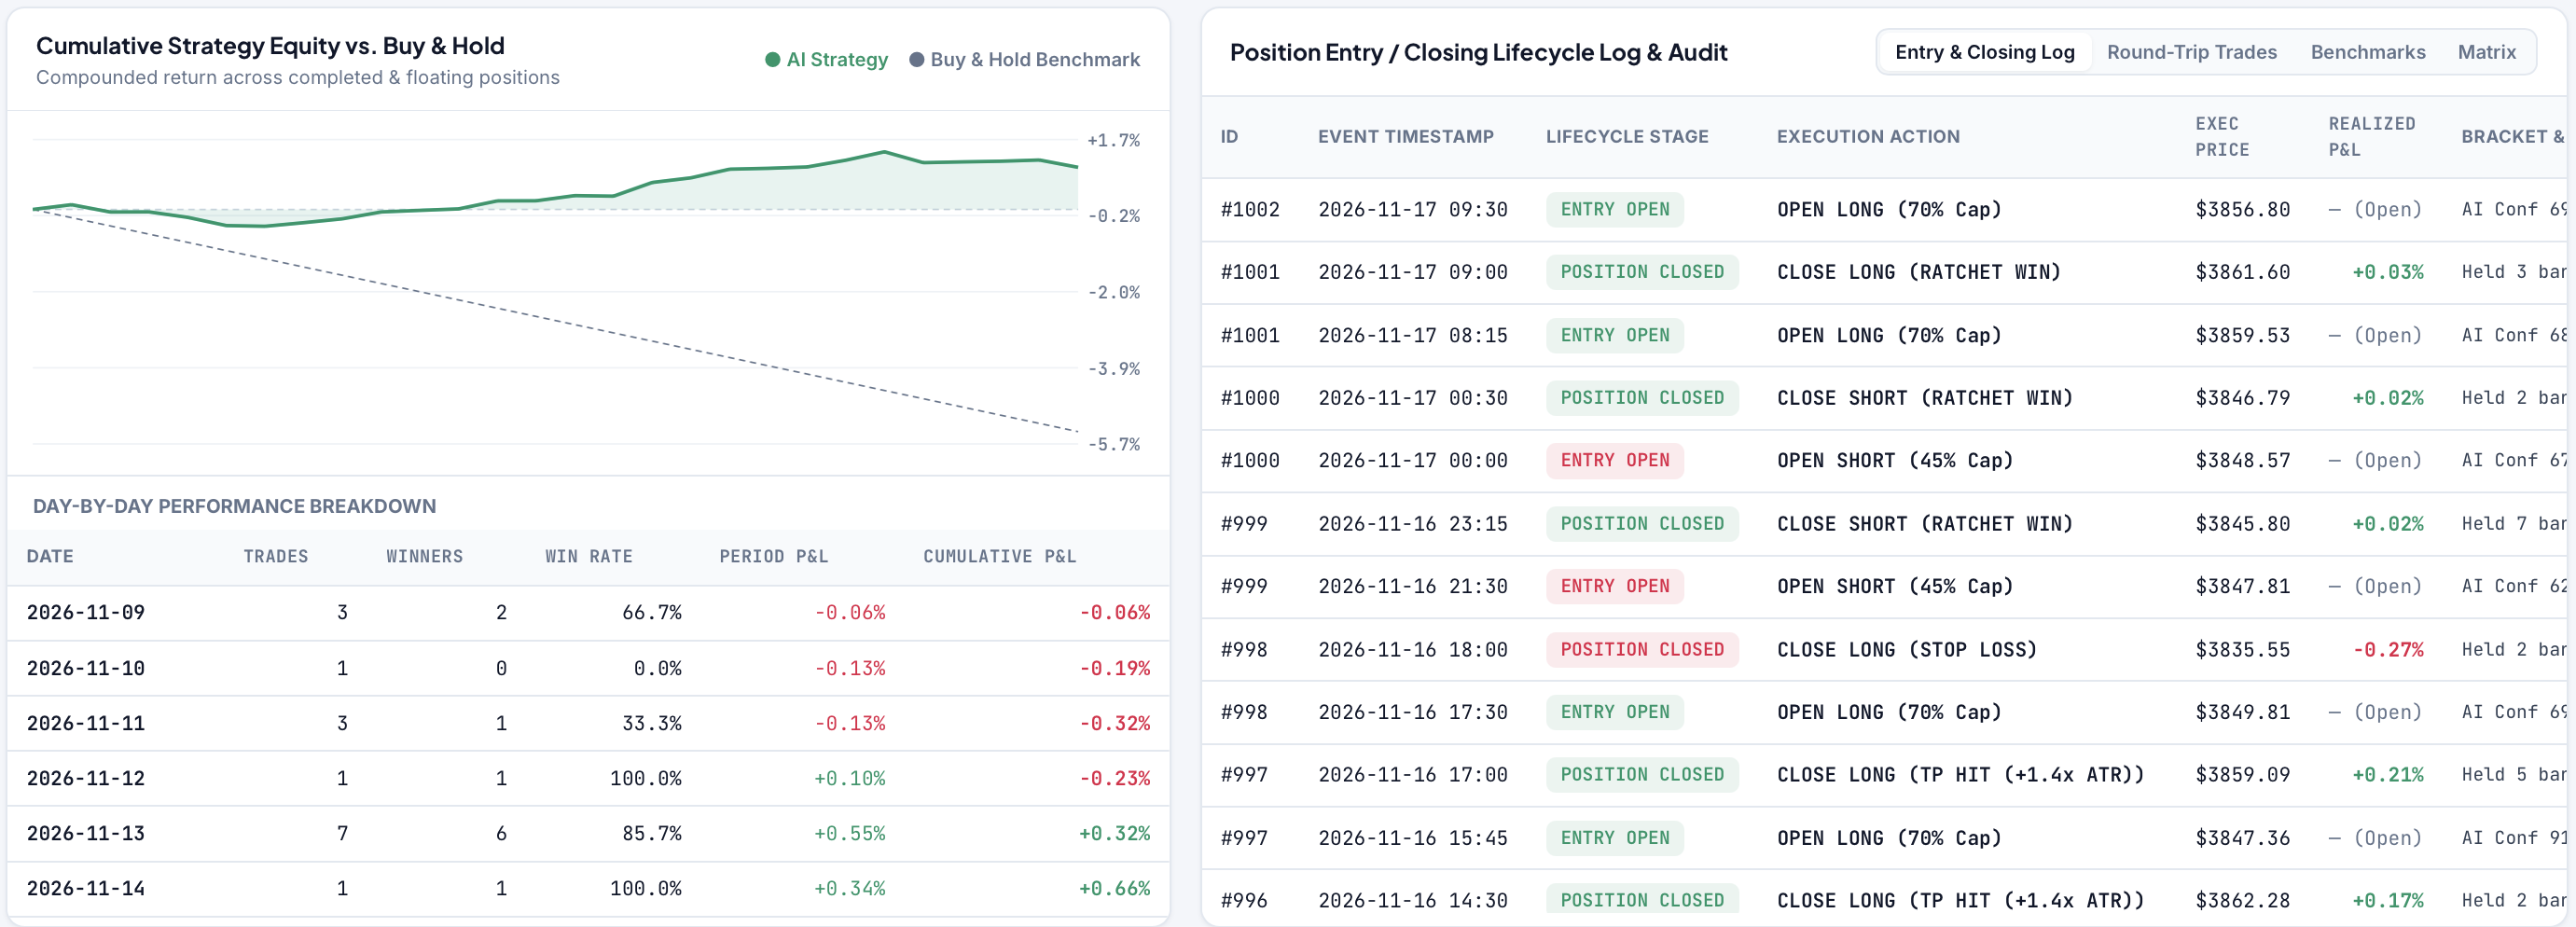 Cumulative Strategy Equity vs. Buy & Hold
Compounded return across completed & floating positions
AI Strategy Buy & Hold Benchmark
+1.7%
-0.2%
-2.0%
-3.9%
-5.7%
DAY-BY-DAY PERFORMANCE BREAKDOWN
DATE TRADES WINNERS WIN RATE PERIOD P&L CUMULATIVE P&L
2026-11-09 3 2 66.7% -0.06% -0.06%
2026-11-10 1 0 0.0% -0.13% -0.19%
2026-11-11 3 1 33.3% -0.13% -0.32%
2026-11-12 1 1 100.0% +0.10% -0.23%
2026-11-13 7 6 85.7% +0.55% +0.32%
2026-11-14 1 1 100.0% +0.34% +0.66%
Position Entry / Closing Lifecycle Log & Audit
Entry & Closing Log Round-Trip Trades Benchmarks Matrix
ID EVENT TIMESTAMP LIFECYCLE STAGE EXECUTION ACTION EXEC PRICE REALIZED P&L BRACKET &
#1002 2026-11-17 09:30 ENTRY OPEN OPEN LONG (70% Cap) $3856.80 — (Open) AI Conf 69
#1001 2026-11-17 09:00 POSITION CLOSED CLOSE LONG (RATCHET WIN) $3861.60 +0.03% Held 3 bar
#1001 2026-11-17 08:15 ENTRY OPEN OPEN LONG (70% Cap) $3859.53 — (Open) AI Conf 68
#1000 2026-11-17 00:30 POSITION CLOSED CLOSE SHORT (RATCHET WIN) $3846.79 +0.02% Held 2 bar
#1000 2026-11-17 00:00 ENTRY OPEN OPEN SHORT (45% Cap) $3848.57 — (Open) AI Conf 67
#999 2026-11-16 23:15 POSITION CLOSED CLOSE SHORT (RATCHET WIN) $3845.80 +0.02% Held 7 bar
#999 2026-11-16 21:30 ENTRY OPEN OPEN SHORT (45% Cap) $3847.81 — (Open) AI Conf 62
#998 2026-11-16 18:00 POSITION CLOSED CLOSE LONG (STOP LOSS) $3835.55 -0.27% Held 2 bar
#998 2026-11-16 17:30 ENTRY OPEN OPEN LONG (70% Cap) $3849.81 — (Open) AI Conf 69
#997 2026-11-16 17:00 POSITION CLOSED CLOSE LONG (TP HIT (+1.4x ATR)) $3859.09 +0.21% Held 5 bar
#997 2026-11-16 15:45 ENTRY OPEN OPEN LONG (70% Cap) $3847.36 — (Open) AI Conf 91
#996 2026-11-16 14:30 POSITION CLOSED CLOSE LONG (TP HIT (+1.4x ATR)) $3862.28 +0.17% Held 2 bar